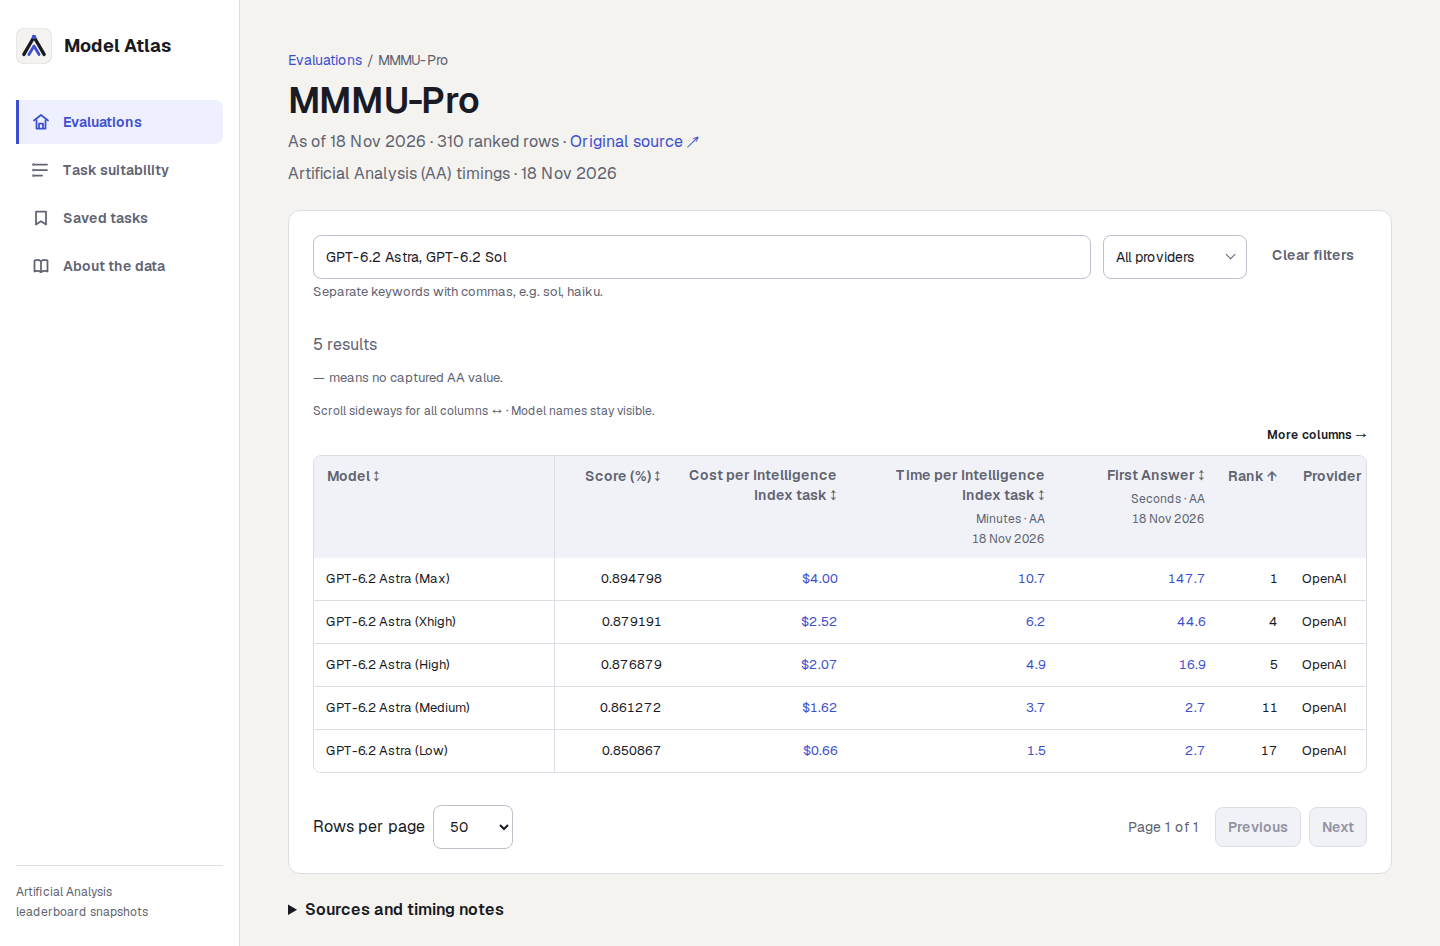 Model Atlas
Evaluations
Task suitability
Saved tasks
About the data
Artificial Analysis
leaderboard snapshots
Evaluations / MMMU-Pro
MMMU-Pro
As of 18 Nov 2026 · 310 ranked rows · Original source ↗
Artificial Analysis (AA) timings · 18 Nov 2026
GPT-6.2 Astra, GPT-6.2 Sol
All providers
Clear filters
Separate keywords with commas, e.g. sol, haiku.
5 results
— means no captured AA value.
Scroll sideways for all columns ↔ · Model names stay visible.
More columns →
Model ↕ Score (%) ↕ Cost per Intelligence Index task ↕ Time per Intelligence Index task ↕ Minutes · AA 18 Nov 2026 First Answer ↕ Seconds · AA 18 Nov 2026 Rank ↑ Provider
GPT-6.2 Astra (Max) 0.894798 $4.00 10.7 147.7 1 OpenAI
GPT-6.2 Astra (Xhigh) 0.879191 $2.52 6.2 44.6 4 OpenAI
GPT-6.2 Astra (High) 0.876879 $2.07 4.9 16.9 5 OpenAI
GPT-6.2 Astra (Medium) 0.861272 $1.62 3.7 2.7 11 OpenAI
GPT-6.2 Astra (Low) 0.850867 $0.66 1.5 2.7 17 OpenAI
Rows per page 50
Page 1 of 1 Previous Next
▶ Sources and timing notes